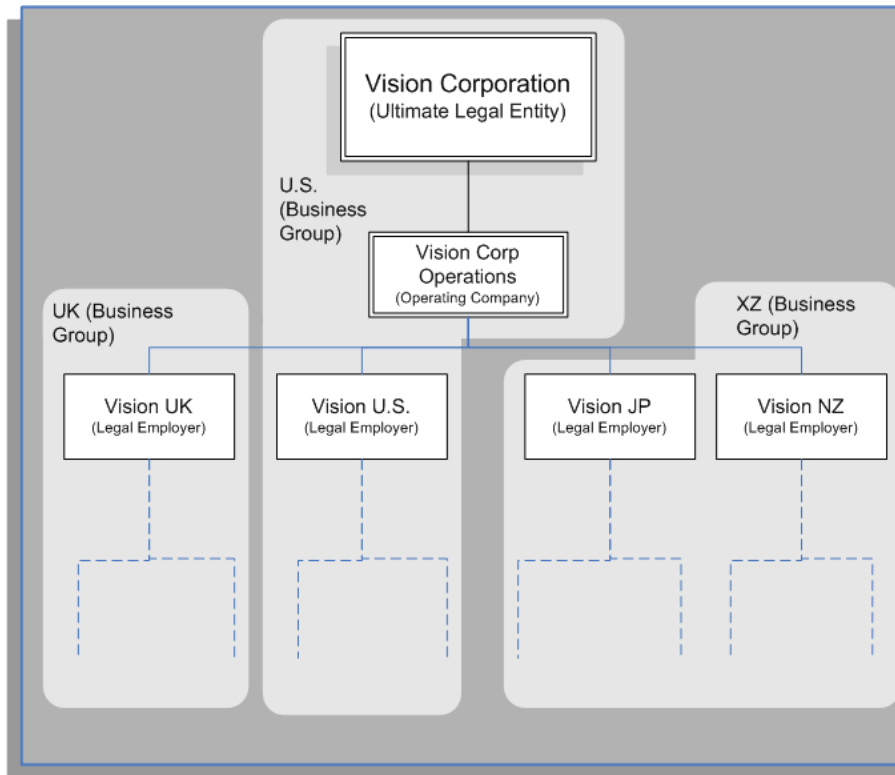 Vision Corporation
(Ultimate Legal Entity)
U.S.
(Business
Group)
Vision Corp
Operations
(Operating Company)
UK (Business
Group)
XZ (Business
Group)
Vision UK
(Legal Employer)
Vision U.S.
(Legal Employer)
Vision JP
(Legal Employer)
Vision NZ
(Legal Employer)